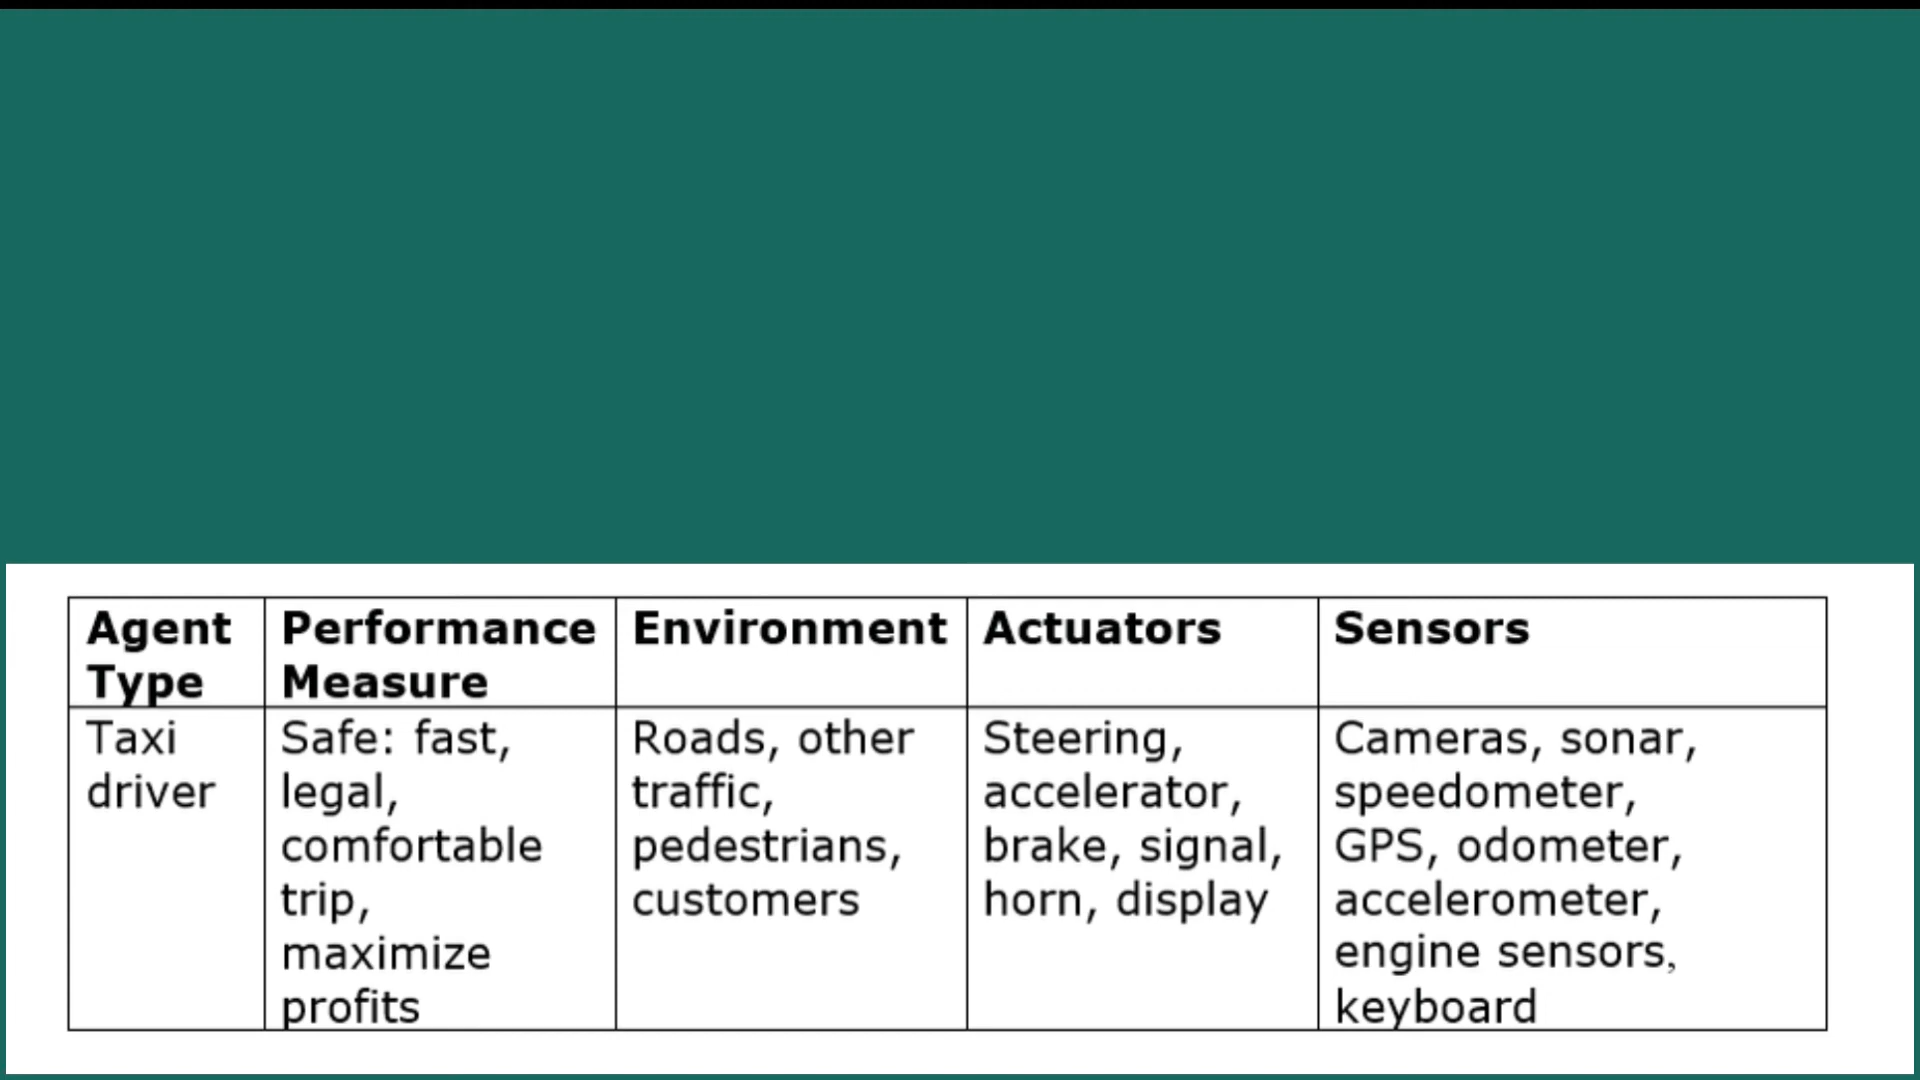 Agent Type
Performance Measure
Environment
Actuators
Sensors
Taxi driver
Safe: fast,
legal,
comfortable
trip,
maximize
profits
Roads, other
traffic,
pedestrians,
customers
Steering,
accelerator,
brake, signal,
horn, display
Cameras, sonar,
speedometer,
GPS, odometer,
accelerometer,
engine sensors,
keyboard